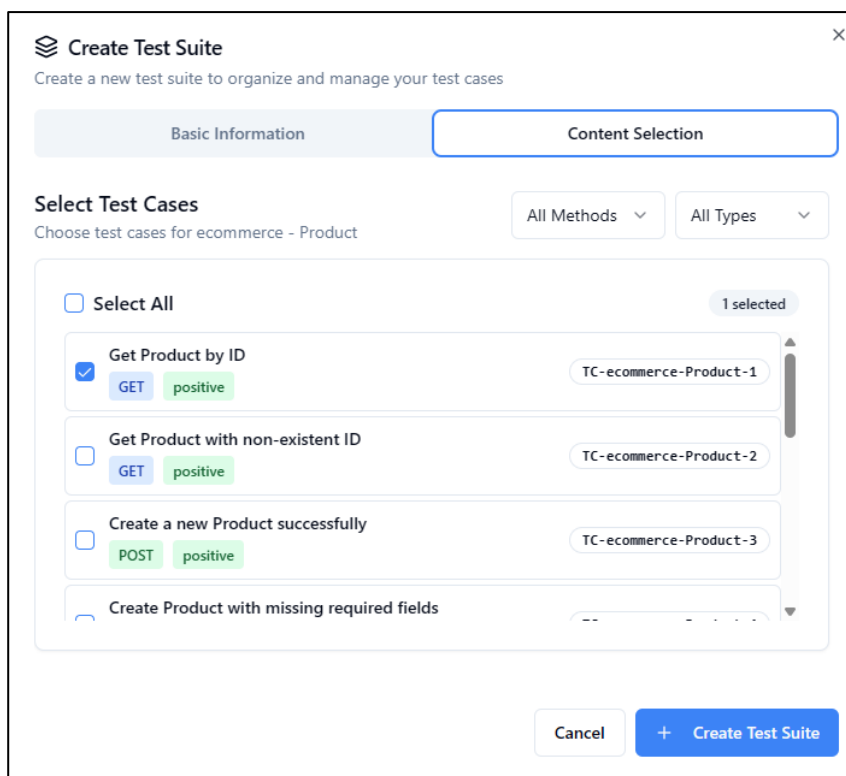 Create Test Suite
Create a new test suite to organize and manage your test cases
Basic Information
Content Selection
Select Test Cases
Choose test cases for ecommerce - Product
All Methods
All Types
Select All
1 selected
Get Product by ID
GET positive
TC-ecommerce-Product-1
Get Product with non-existent ID
GET positive
TC-ecommerce-Product-2
Create a new Product successfully
POST positive
TC-ecommerce-Product-3
Create Product with missing required fields
Cancel
+ Create Test Suite